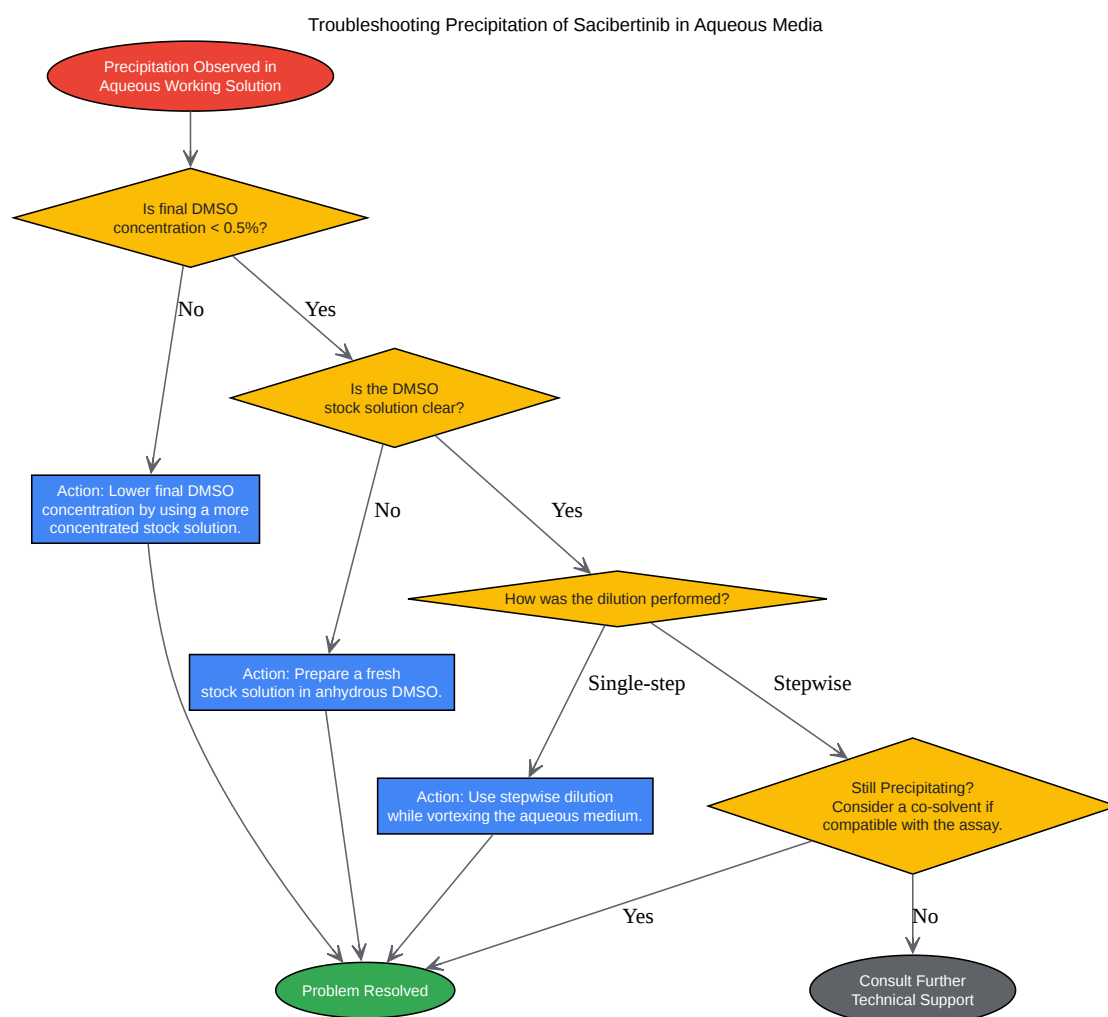 Troubleshooting Precipitation of Sacibertinib in Aqueous Media
Precipitation Observed in
Aqueous Working Solution
Is final DMSO
concentration < 0.5%?
No
Yes
Is the DMSO
stock solution clear?
Action: Lower final DMSO
concentration by using a more
concentrated stock solution.
No
Yes
How was the dilution performed?
Action: Prepare a fresh
stock solution in anhydrous DMSO.
Single-step
Stepwise
Action: Use stepwise dilution
while vortexing the aqueous medium.
Still Precipitating?
Consider a co-solvent if
compatible with the assay.
Yes
No
Problem Resolved
Consult Further
Technical Support